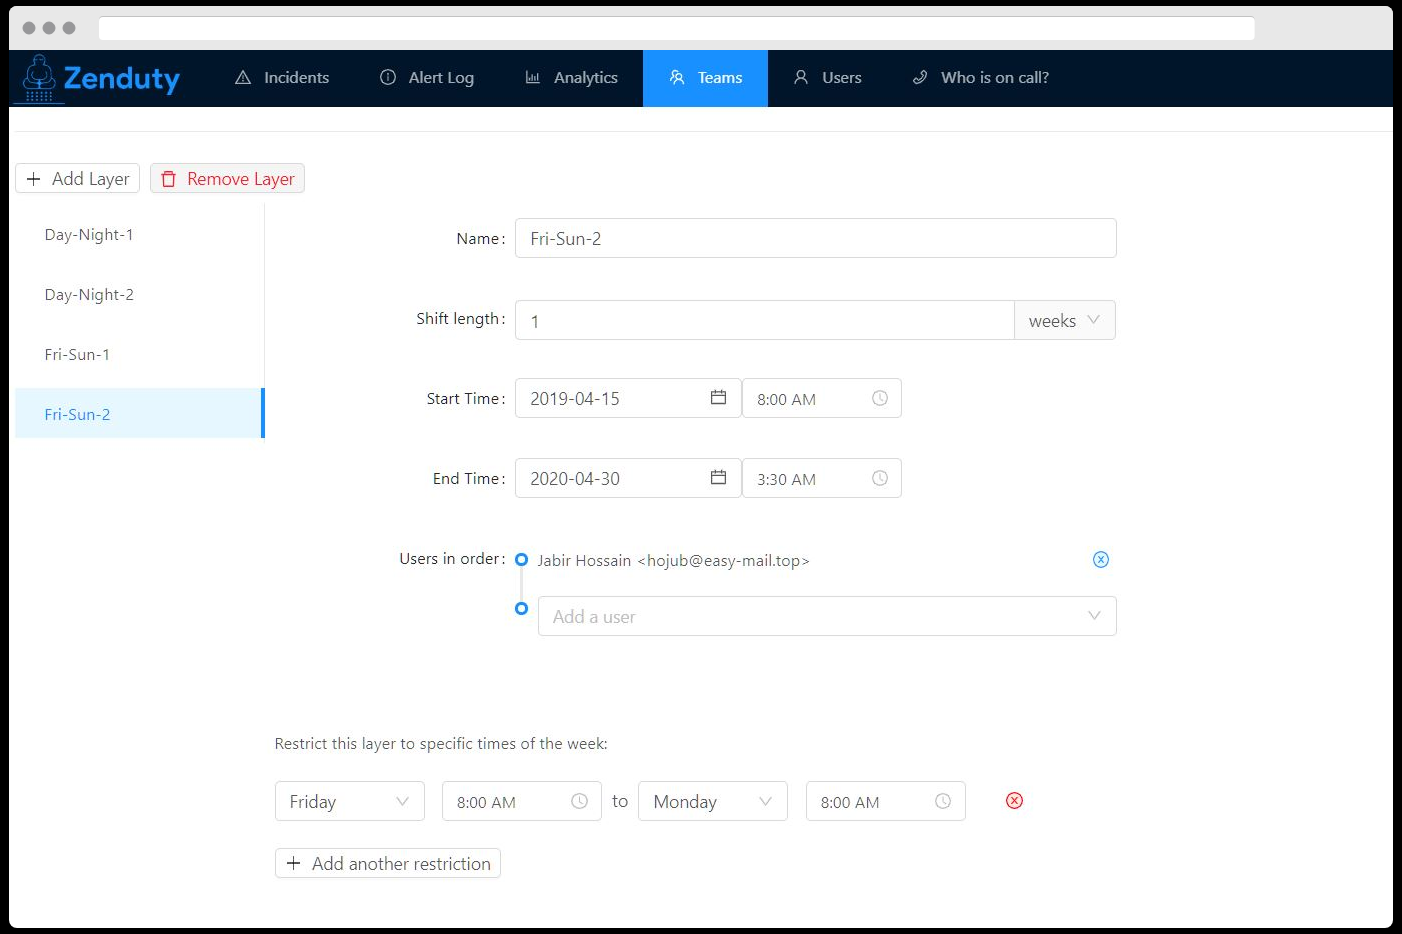 Zenduty Incidents Alert Log Analytics Teams Users Who is on call?
Add Layer Remove Layer
Day-Night-1
Day-Night-2
Fri-Sun-1
Fri-Sun-2
Name: Fri-Sun-2
Shift length: 1 weeks
Start Time: 2019-04-15 8:00 AM
End Time: 2020-04-30 3:30 AM
Users in order: Jabir Hossain <hojub@easy-mail.top>
Add a user
Restrict this layer to specific times of the week:
Friday 8:00 AM to Monday 8:00 AM
Add another restriction